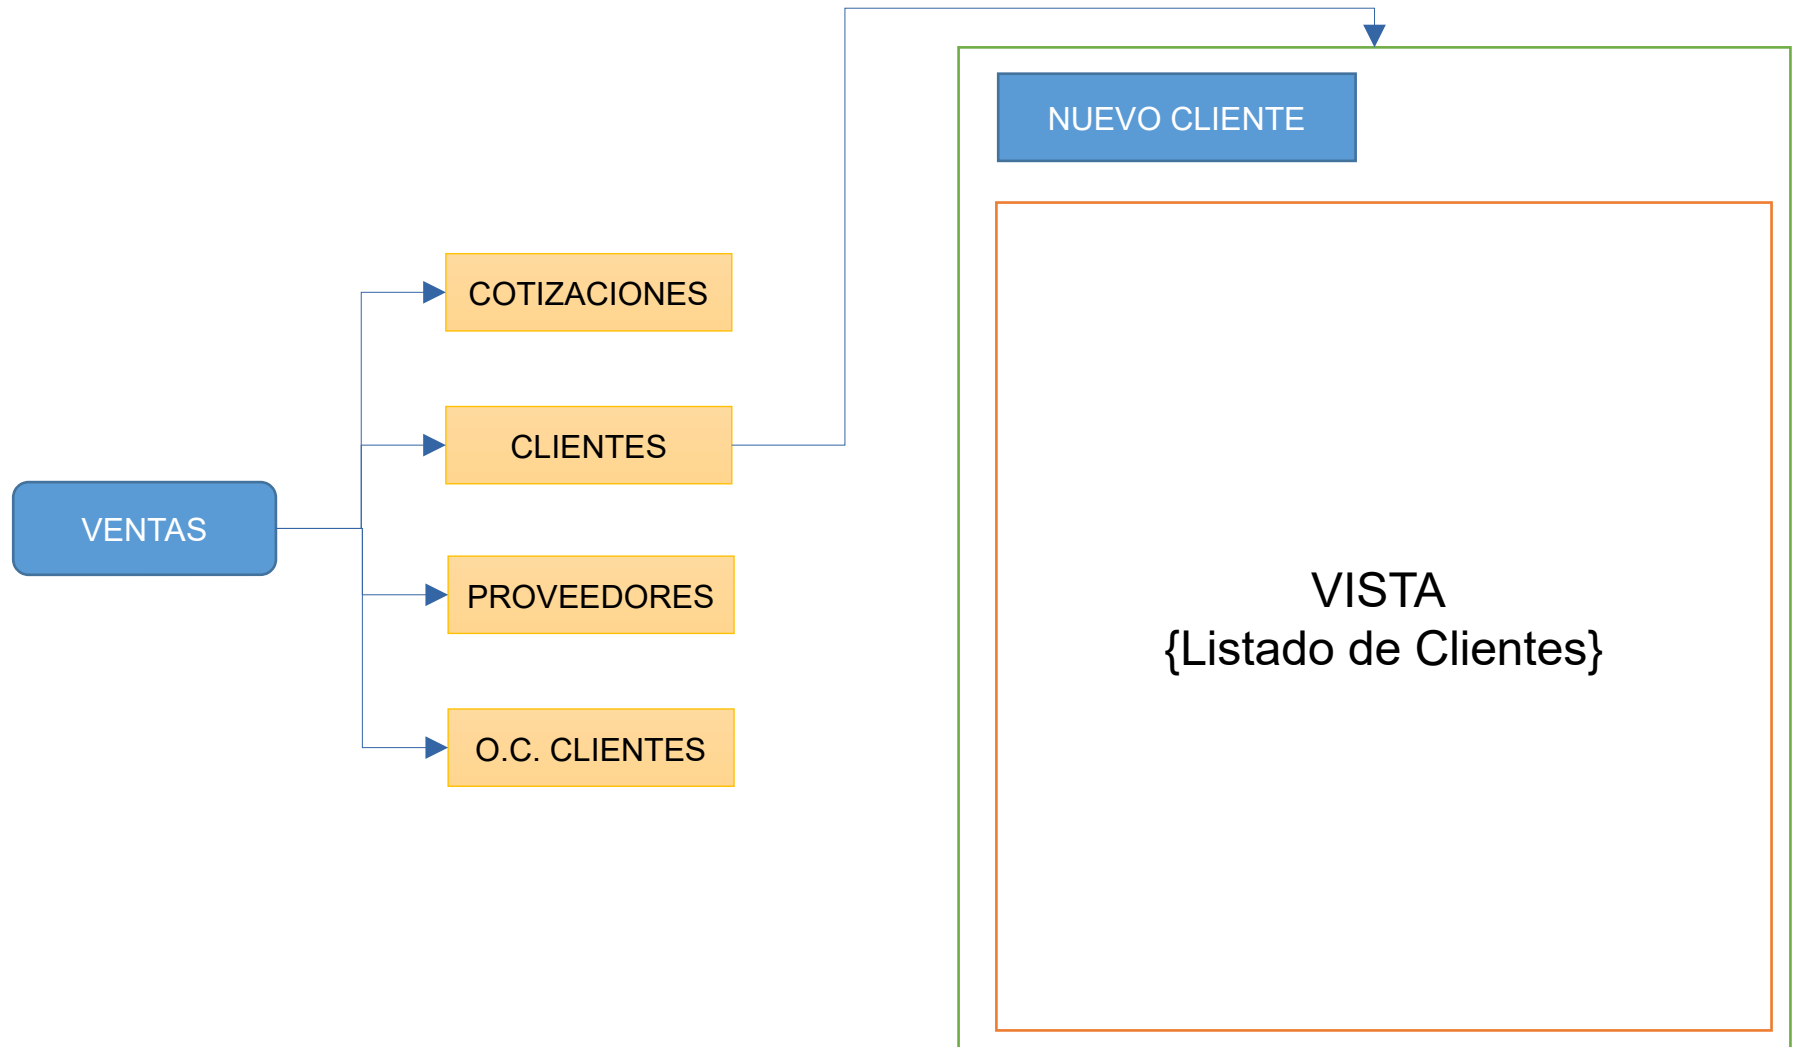 NUEVO CLIENTE
COTIZACIONES
CLIENTES
VENTAS
PROVEEDORES
O.C. CLIENTES
VISTA
{Listado de Clientes}